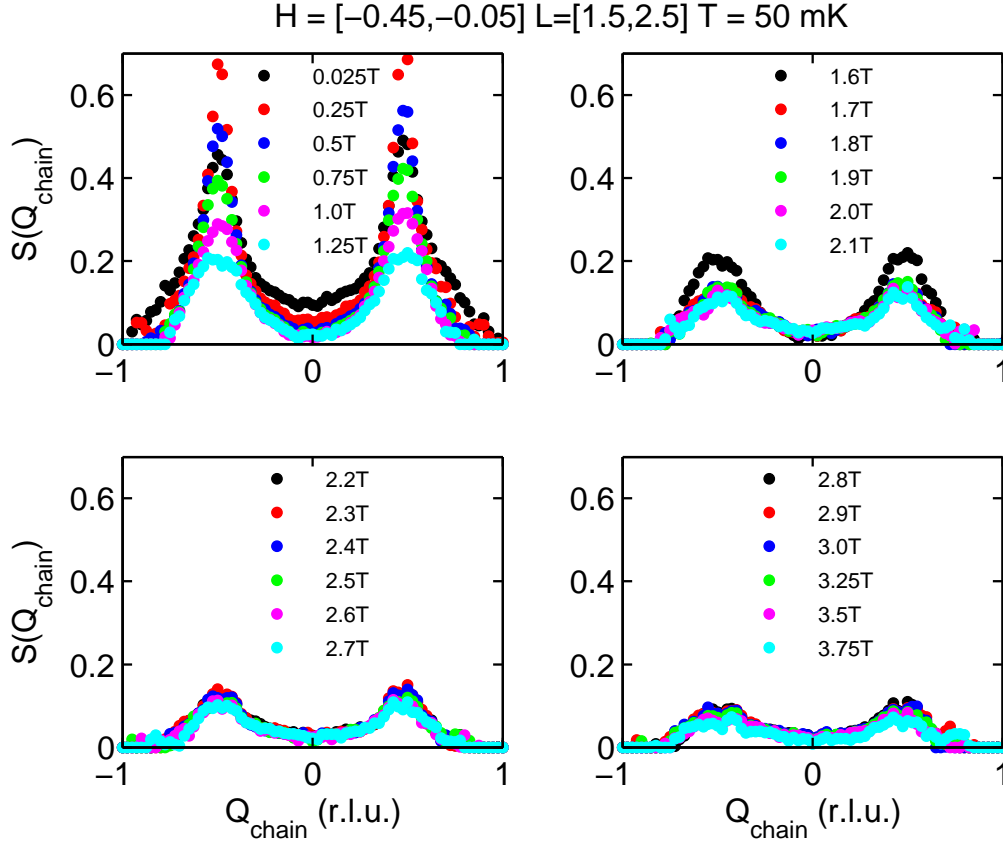 H = [−0.45,−0.05] L=[1.5,2.5] T = 50 mK
S(Q_chain)
0.6
0.4
0.2
0
−1
0
1
0.025T
0.25T
0.5T
0.75T
1.0T
1.25T
0.6
0.4
0.2
0
−1
0
1
1.6T
1.7T
1.8T
1.9T
2.0T
2.1T
S(Q_chain)
0.6
0.4
0.2
0
−1
0
1
Q_chain (r.l.u.)
2.2T
2.3T
2.4T
2.5T
2.6T
2.7T
0.6
0.4
0.2
0
−1
0
1
Q_chain (r.l.u.)
2.8T
2.9T
3.0T
3.25T
3.5T
3.75T